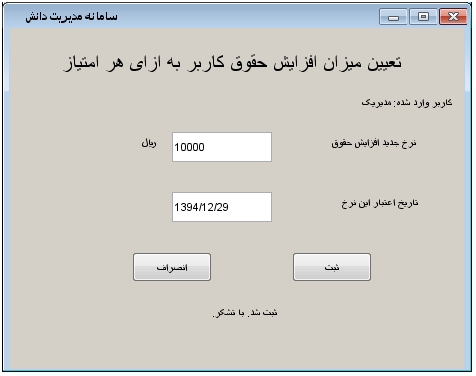 سامانه مدیریت دانش
تعیین میزان افزایش حقوق کاربر به ازای هر امتیاز
کاربر وارد شده: مدیریک
نرخ جدید افزایش حقوق 10000 ریال
تاریخ اعتبار این نرخ 1394/12/29
ثبت انصراف
ثبت شد. با تشکر.